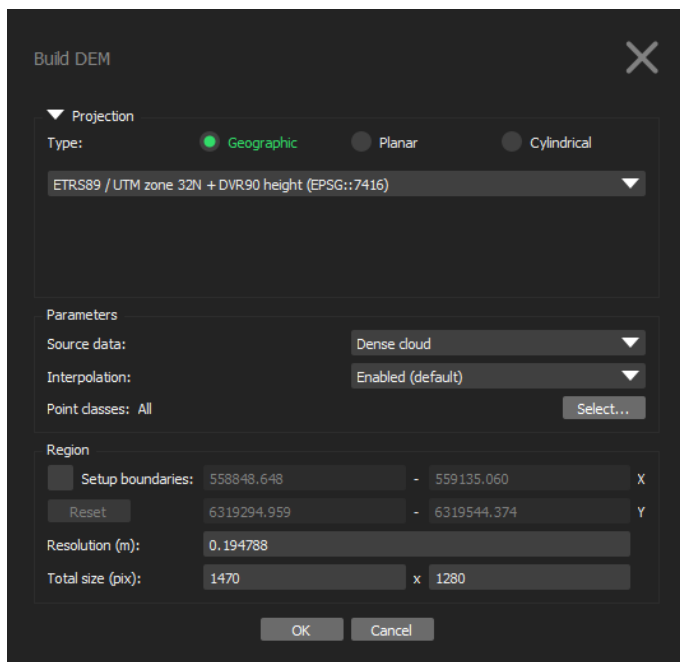 Build DEM
Projection
Type: Geographic Planar Cylindrical
ETRS89 / UTM zone 32N + DVR90 height (EPSG::7416)
Parameters
Source data: Dense cloud
Interpolation: Enabled (default)
Point classes: All Select...
Region
Setup boundaries: 558848.648 - 559135.060 X
Reset 6319294.959 - 6319544.374 Y
Resolution (m): 0.194788
Total size (pix): 1470 x 1280
OK Cancel